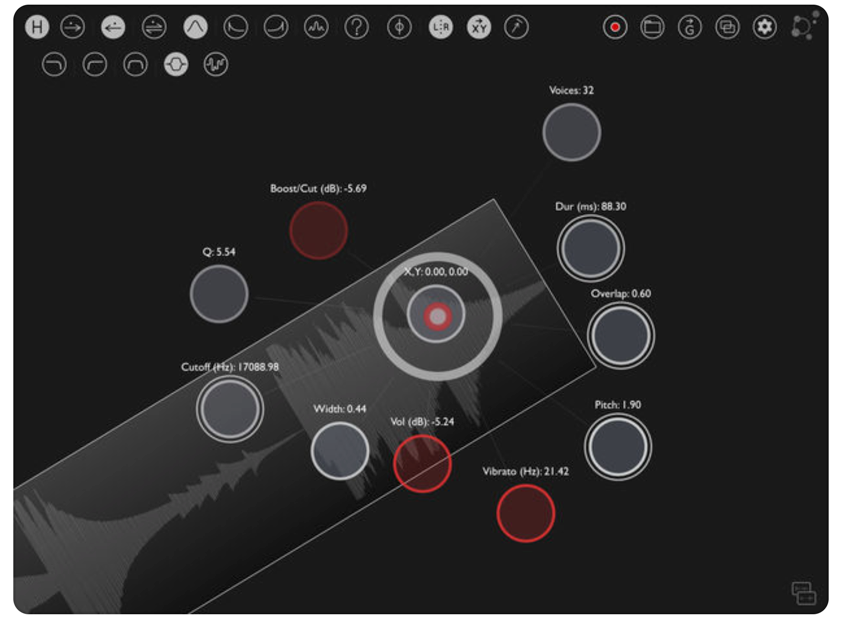 H
?
L:R
XY
G
Voices: 32
Boost/Cut (dB): -5.69
Dur (ms): 88.30
Q: 5.54
X,Y: 0.00, 0.00
Overlap: 0.60
Cutoff (Hz): 17088.98
Width: 0.44
Pitch: 1.90
Vol (dB): -5.24
Vibrato (Hz): 21.42